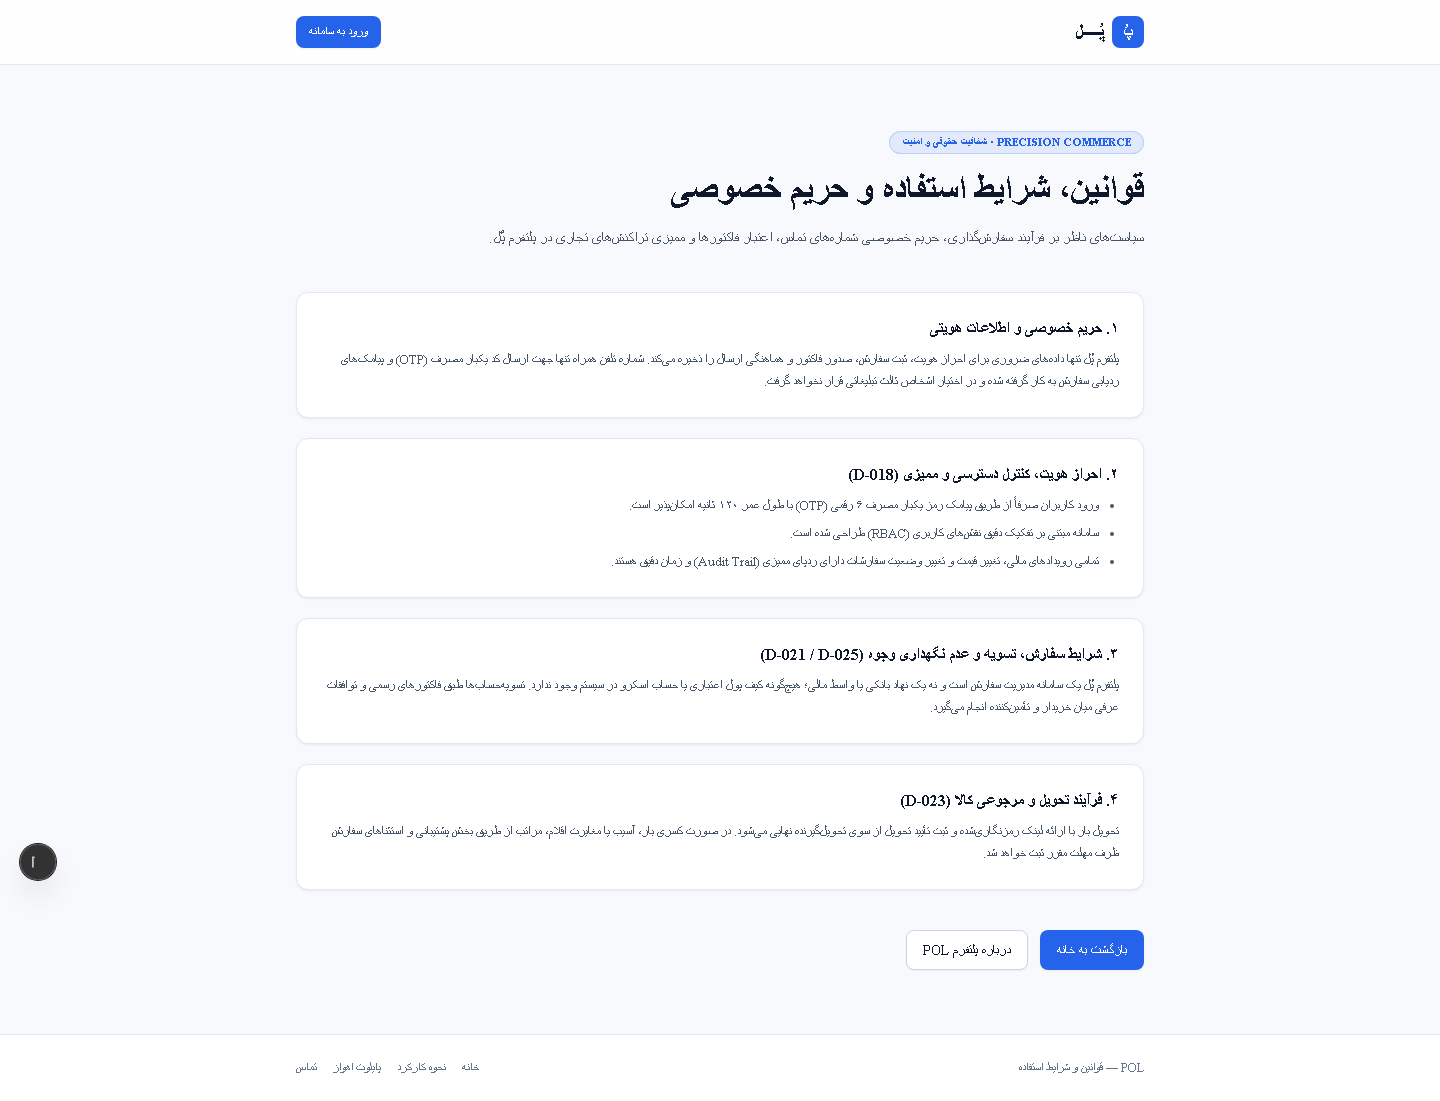 پُ
پُـــل
ورود به سامانه
PRECISION COMMERCE • شفافیت حقوقی و امنیت
قوانین، شرایط استفاده و حریم خصوصی
سیاست‌های ناظر بر فرآیند سفارش‌گذاری، حریم خصوصی شماره‌های تماس، اعتبار فاکتورها و ممیزی تراکنش‌های تجاری در پلتفرم پُل.
۱. حریم خصوصی و اطلاعات هویتی
پلتفرم پُل تنها داده‌های ضروری برای احراز هویت، ثبت سفارش، صدور فاکتور و هماهنگی ارسال را ذخیره می‌کند. شماره تلفن همراه تنها جهت ارسال کد یکبار مصرف (OTP) و پیامک‌های
ردیابی سفارش به کار گرفته شده و در اختیار اشخاص ثالث تبلیغاتی قرار نخواهد گرفت.
۲. احراز هویت، کنترل دسترسی و ممیزی (D-018)
• ورود کاربران صرفاً از طریق پیامک رمز یکبار مصرف ۶ رقمی (OTP) با طول عمر ۱۲۰ ثانیه امکان‌پذیر است.
• سامانه مبتنی بر تفکیک دقیق نقش‌های کاربری (RBAC) طراحی شده است.
• تمامی رویدادهای مالی، تغییر قیمت و تغییر وضعیت سفارشات دارای ردپای ممیزی (Audit Trail) و زمان دقیق هستند.
۳. شرایط سفارش، تسویه و عدم نگهداری وجوه (D-021 / D-025)
پلتفرم پُل یک سامانه مدیریت سفارش است و نه یک نهاد بانکی یا واسط مالی؛ هیچ‌گونه کیف پول اعتباری یا حساب اسکرو در سیستم وجود ندارد. تسویه‌حساب‌ها طبق فاکتورهای رسمی و توافقات
عرفی میان خریدار و تأمین‌کننده انجام می‌گیرد.
۴. فرآیند تحویل و مرجوعی کالا (D-023)
تحویل بار با ارائه لینک رمزنگاری‌شده و ثبت تأیید تحویل از سوی تحویل‌گیرنده نهایی می‌شود. در صورت کسری بار، آسیب یا مغایرت اقلام، مراتب از طریق بخش پشتیبانی و استثناهای سفارش
ظرف مهلت مقرر ثبت خواهد شد.
بازگشت به خانه
درباره پلتفرم POL
POL — قوانین و شرایط استفاده
خانه
نحوه کارکرد
پایلوت اهواز
تماس